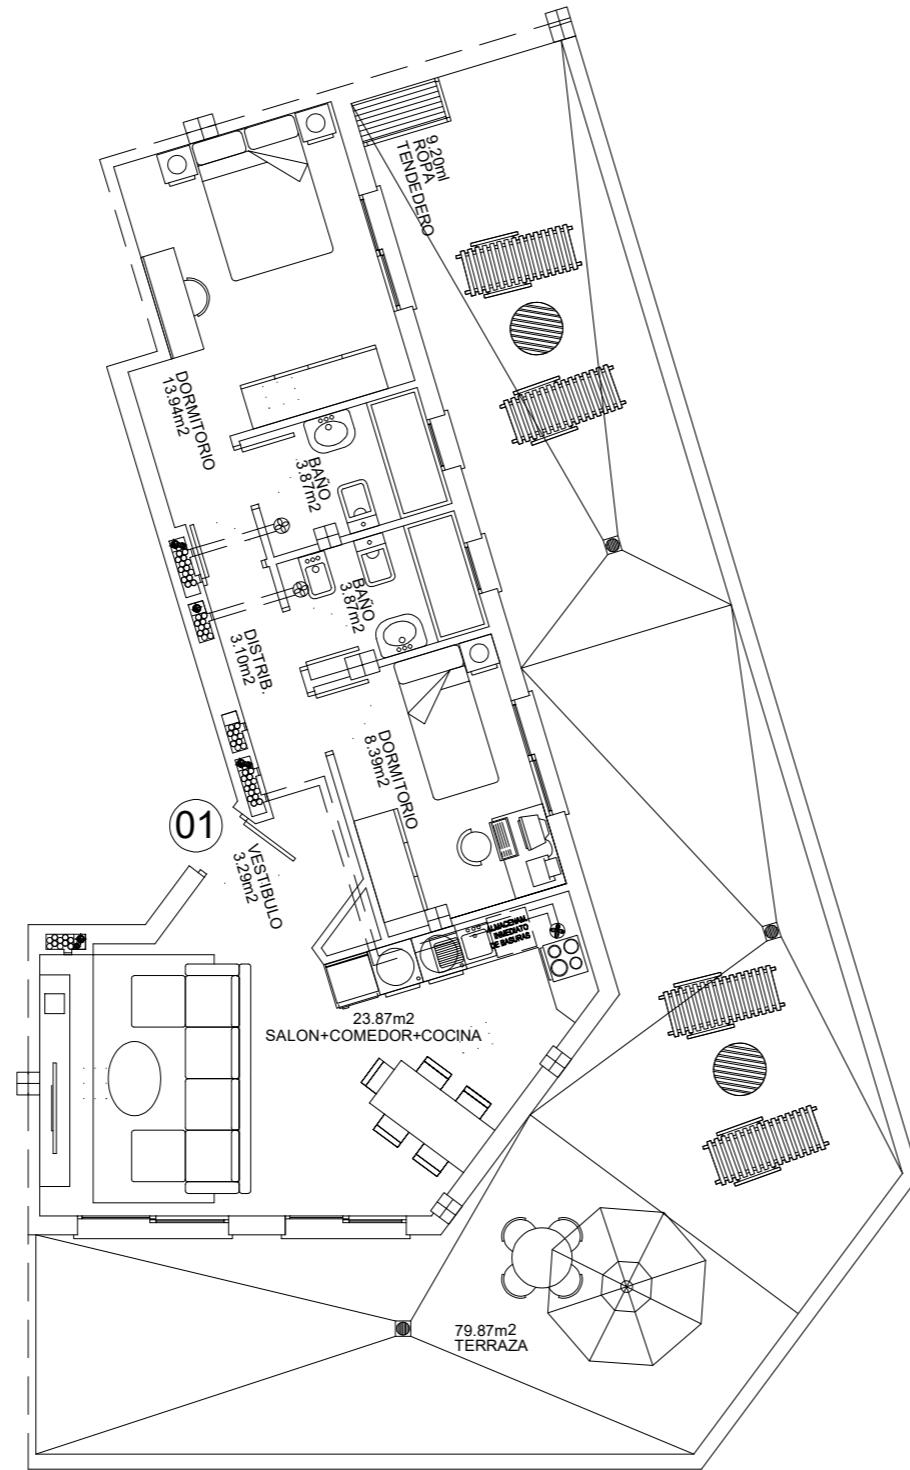 9.20ml
ROPA
TENDEDERO
DORMITORIO
13.94m2
BAÑO
3.87m2
BAÑO
3.87m2
DISTRIB.
3.10m2
DORMITORIO
8.39m2
01
VESTIBULO
3.29m2
ALMACENAM.
INMEDIATO
DE BASURAS
23.87m2
SALON+COMEDOR+COCINA
79.87m2
TERRAZA